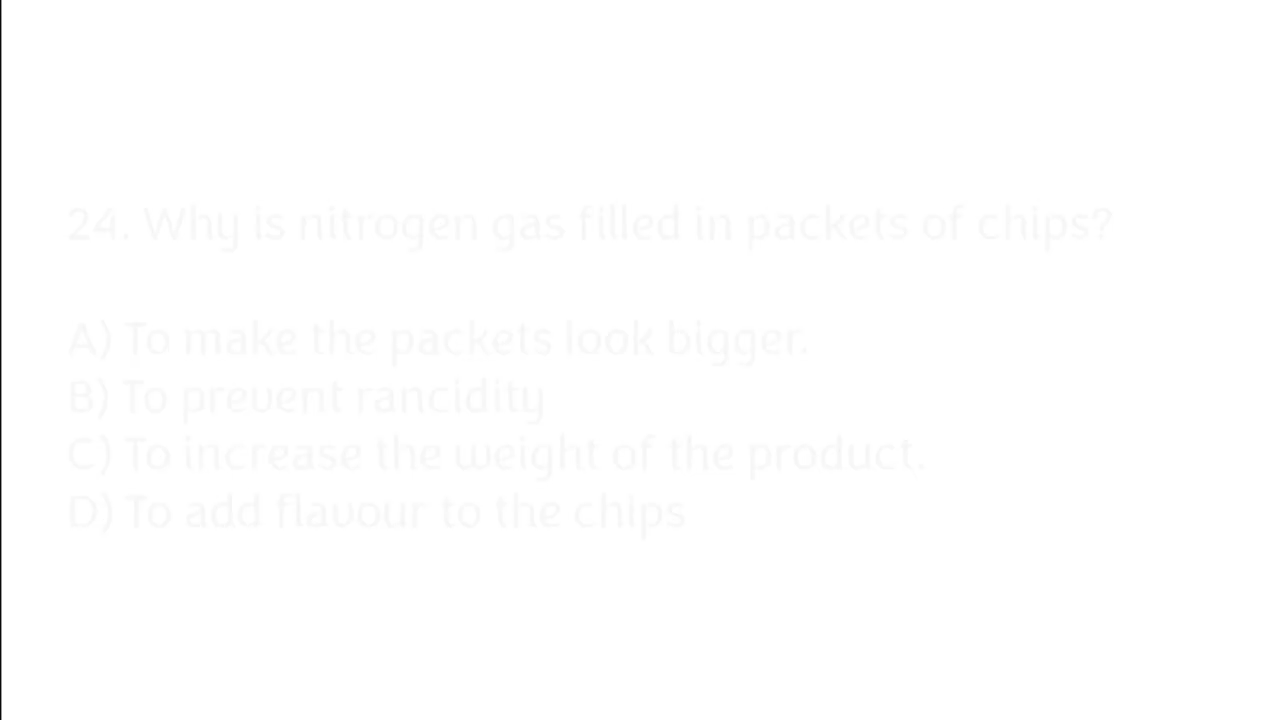 24. Why is nitrogen gas filled in packets of chips?
A) To make the packets look bigger.
B) To prevent rancidity
C) To increase the weight of the product.
D) To add flavour to the chips